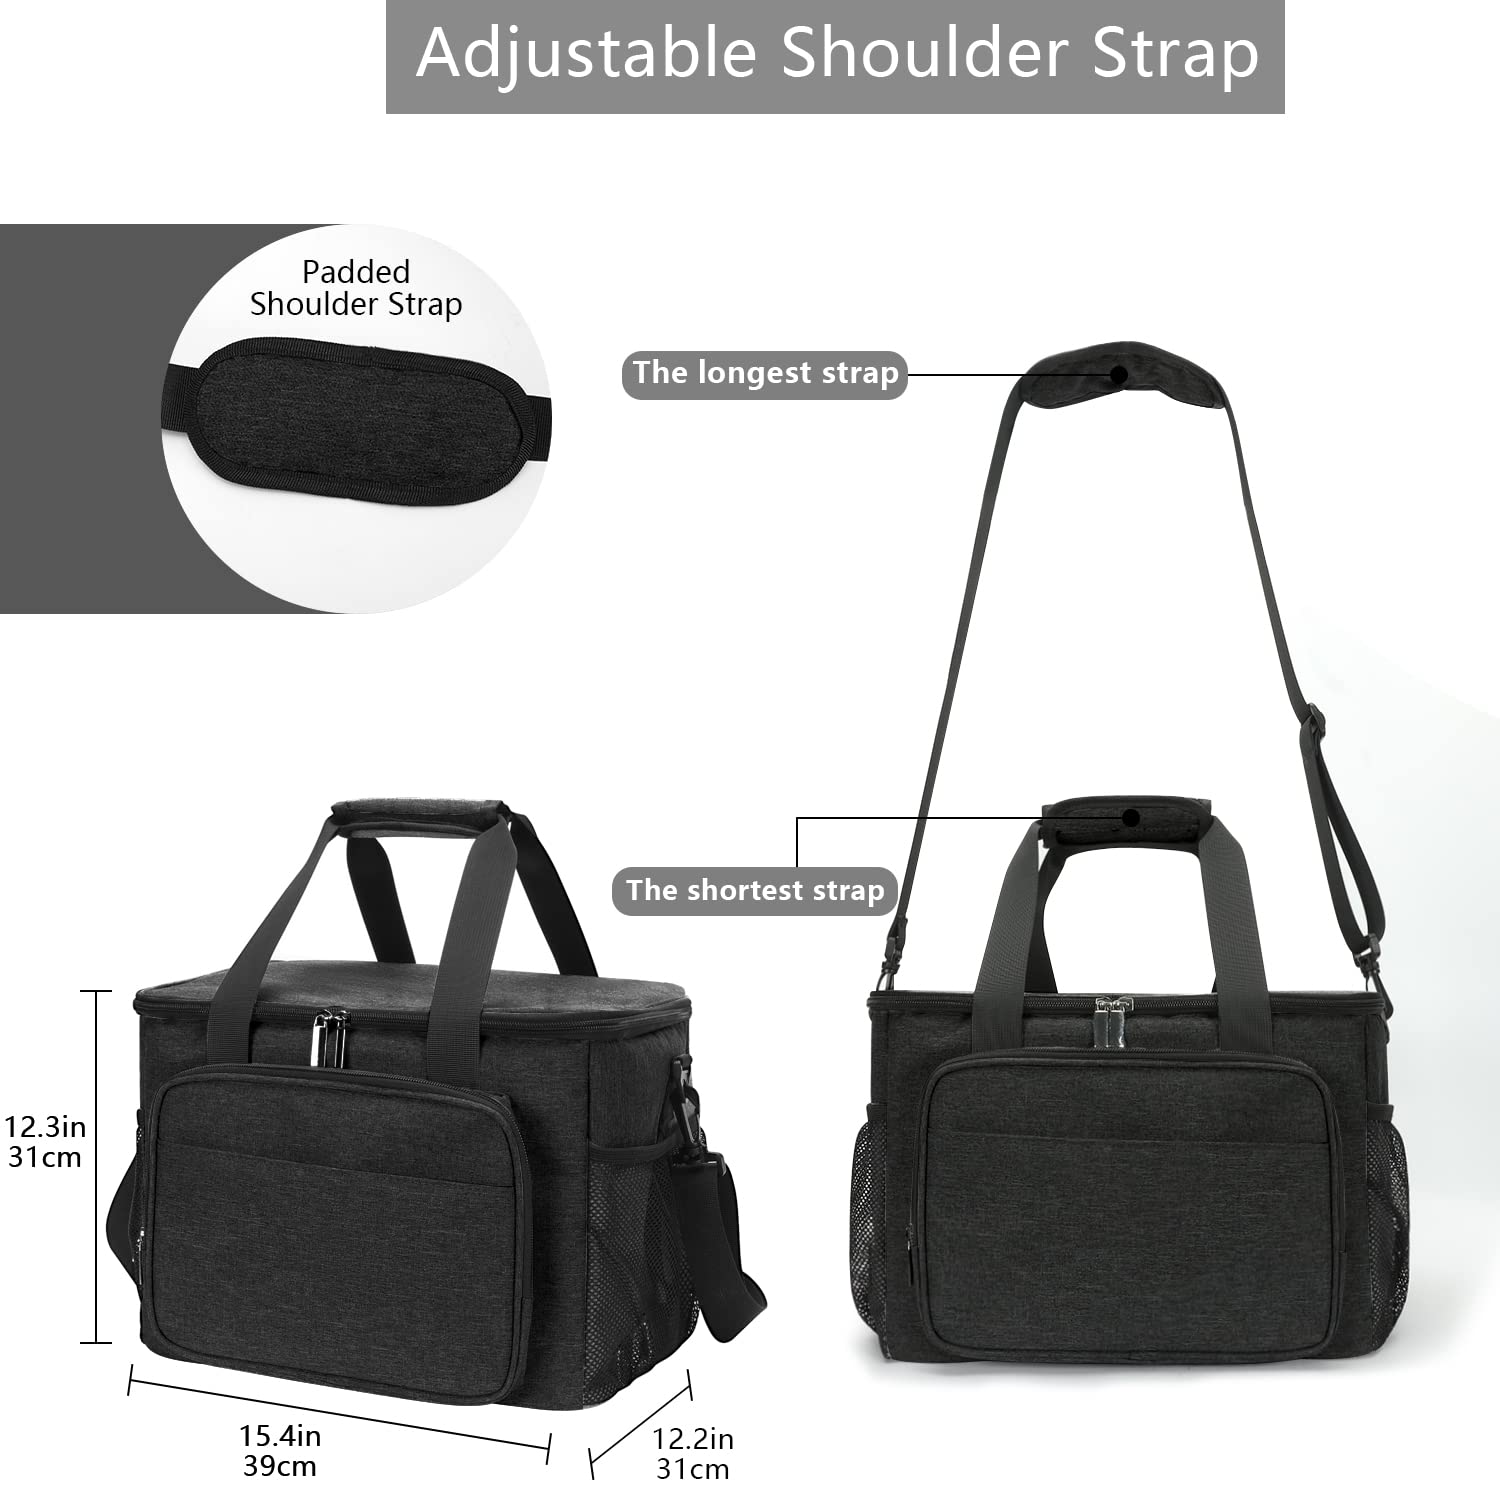 Adjustable Shoulder Strap
Padded
Shoulder Strap
The longest strap
The shortest strap
12.3in
31cm
15.4in
39cm
12.2in
31cm